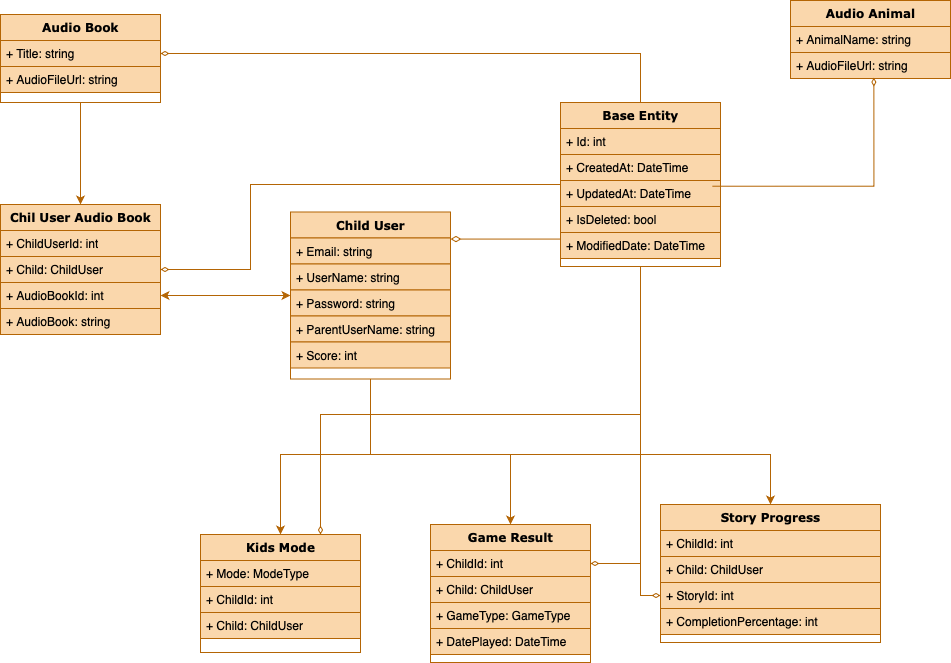 Audio Book
+ Title: string
+ AudioFileUrl: string
Audio Animal
+ AnimalName: string
+ AudioFileUrl: string
Base Entity
+ Id: int
+ CreatedAt: DateTime
+ UpdatedAt: DateTime
+ IsDeleted: bool
+ ModifiedDate: DateTime
Chil User Audio Book
+ ChildUserId: int
+ Child: ChildUser
+ AudioBookId: int
+ AudioBook: string
Child User
+ Email: string
+ UserName: string
+ Password: string
+ ParentUserName: string
+ Score: int
Kids Mode
+ Mode: ModeType
+ ChildId: int
+ Child: ChildUser
Game Result
+ ChildId: int
+ Child: ChildUser
+ GameType: GameType
+ DatePlayed: DateTime
Story Progress
+ ChildId: int
+ Child: ChildUser
+ StoryId: int
+ CompletionPercentage: int